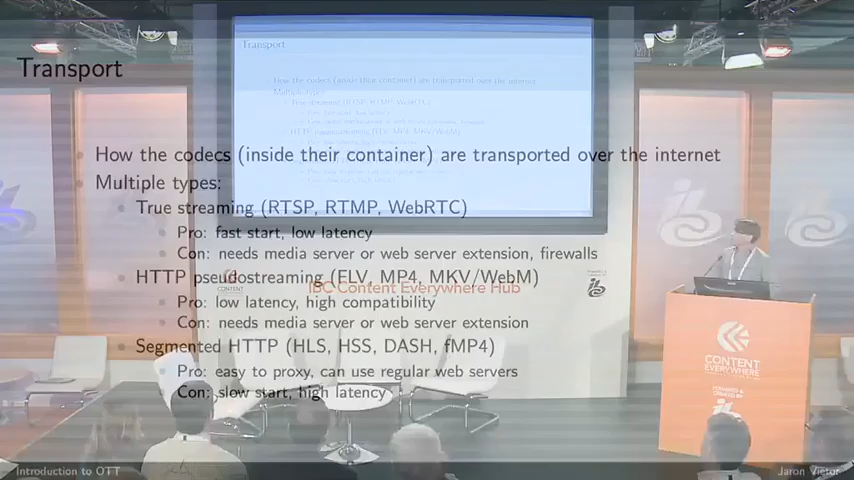 Transport
Transport
How the codecs (inside their container) are transported over the internet
Multiple types:
True streaming (RTSP, RTMP, WebRTC)
Pro: fast start, low latency
Con: needs media server or web server extension, firewalls
HTTP pseudostreaming (FLV, MP4, MKV/WebM)
Pro: low latency, high compatibility
Con: needs media server or web server extension
Segmented HTTP (HLS, HSS, DASH, fMP4)
Pro: easy to proxy, can use regular web servers
Con: slow start, high latency
IBC Content Everywhere Hub
CONTENT
EVERYWHERE
Introduction to OTT